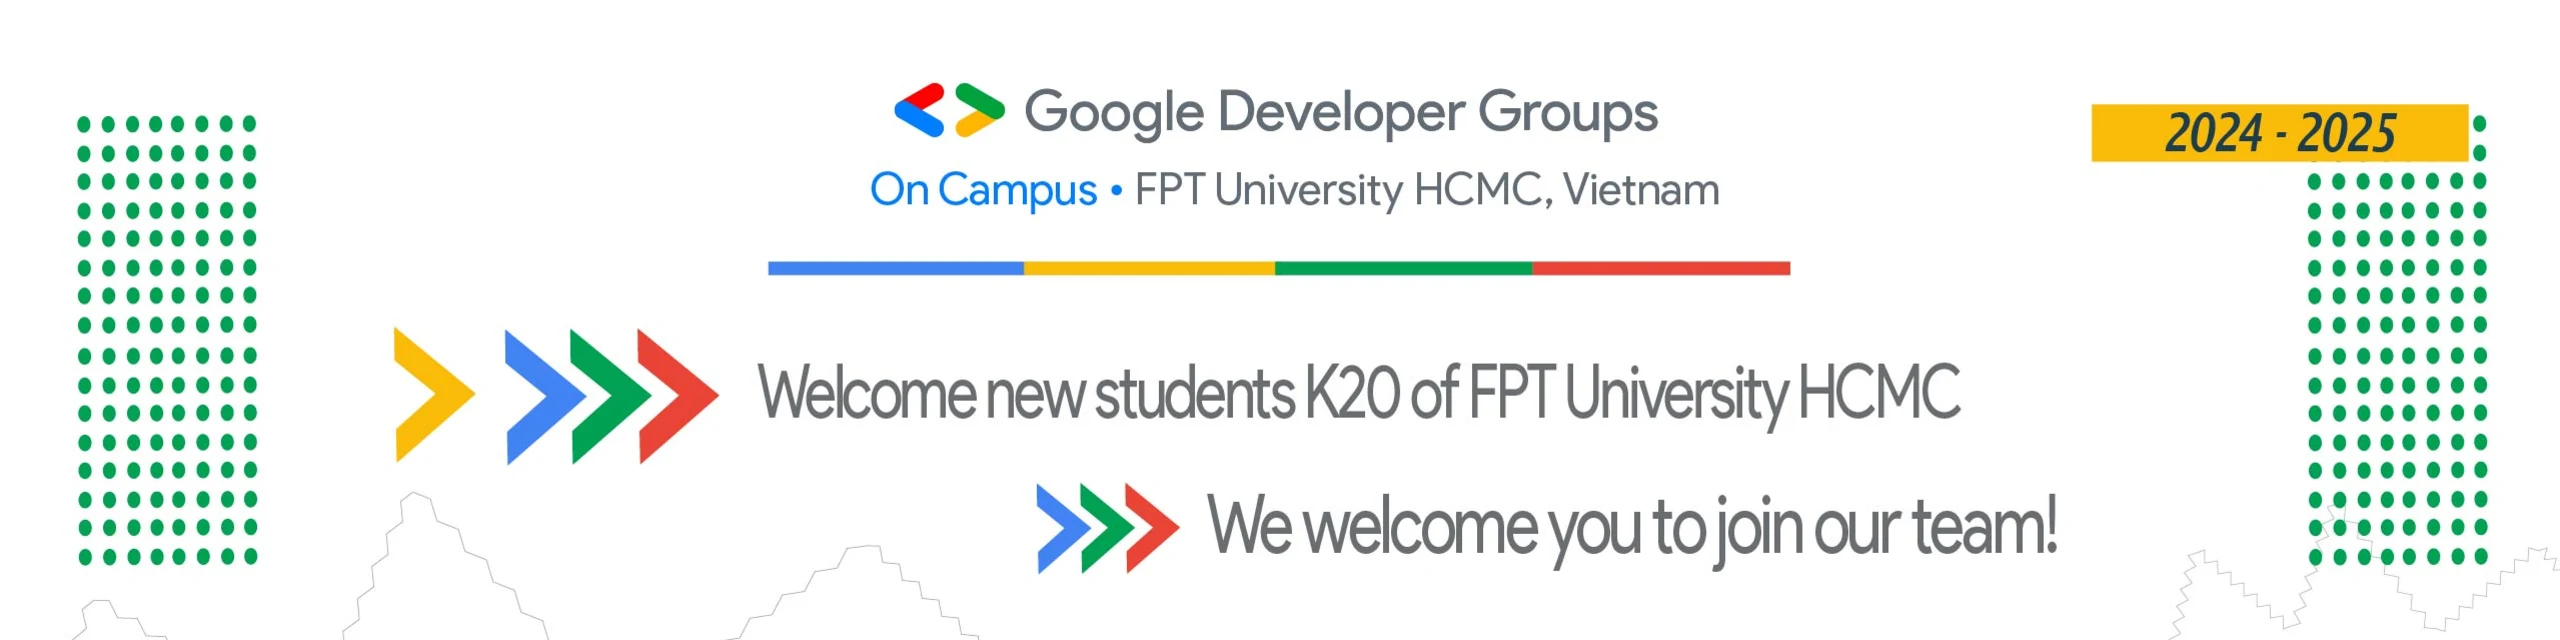 Google Developer Groups
On Campus • FPT University HCMC, Vietnam
2024 - 2025
Welcome new students K20 of FPT University HCMC
We welcome you to join our team!